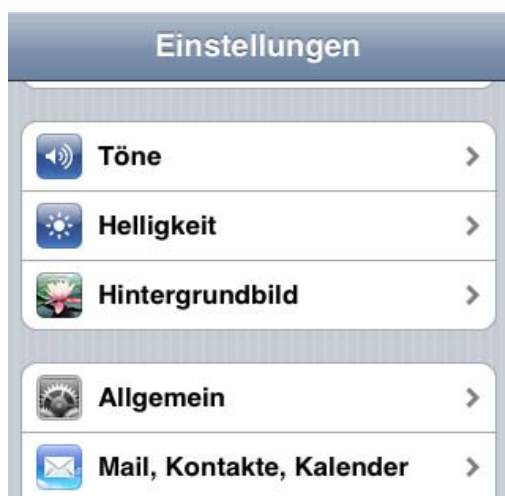 Einstellungen
Töne
Helligkeit
Hintergrundbild
Allgemein
Mail, Kontakte, Kalender